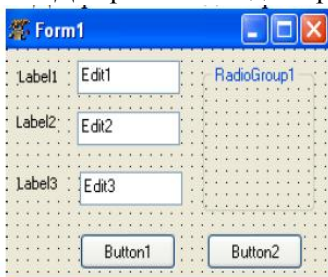 Form1
Label1 Edit1 RadioGroup1
Label2 Edit2
Label3 Edit3
Button1 Button2